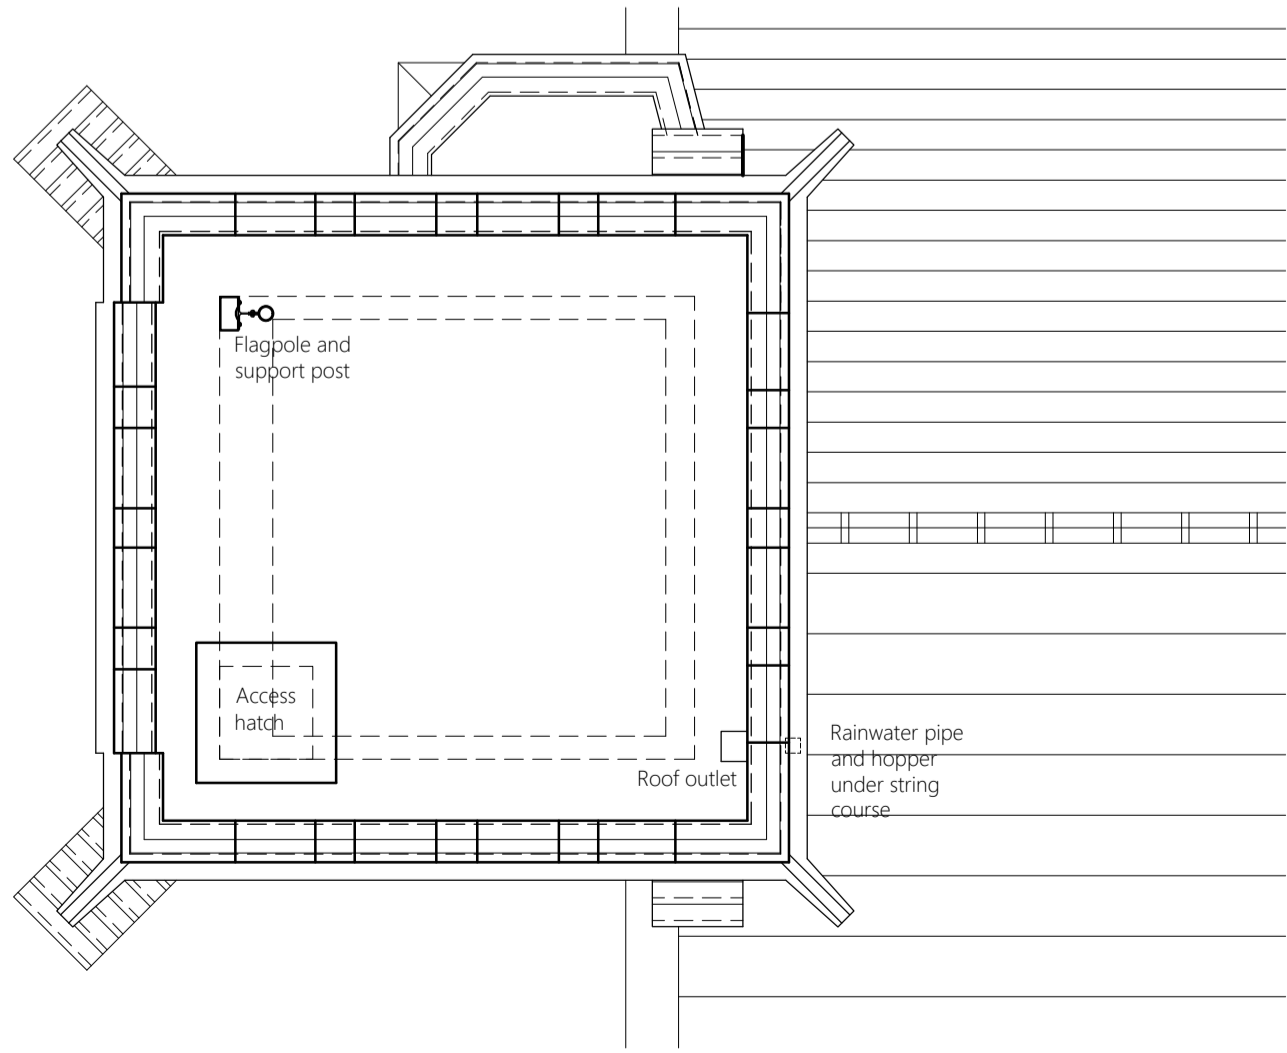 Flagpole and
support post
Access
hatch
Roof outlet
Rainwater pipe
and hopper
under string
course